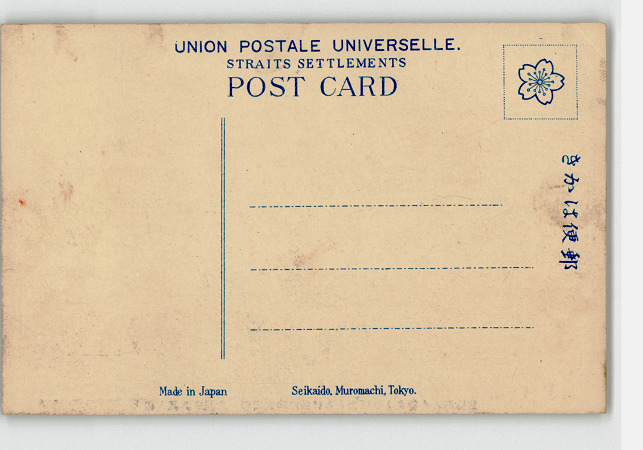 UNION POSTALE UNIVERSELLE.
STRAITS SETTLEMENTS
POST CARD
きかは便郵
Made in Japan
Seikaido, Muromachi, Tokyo.